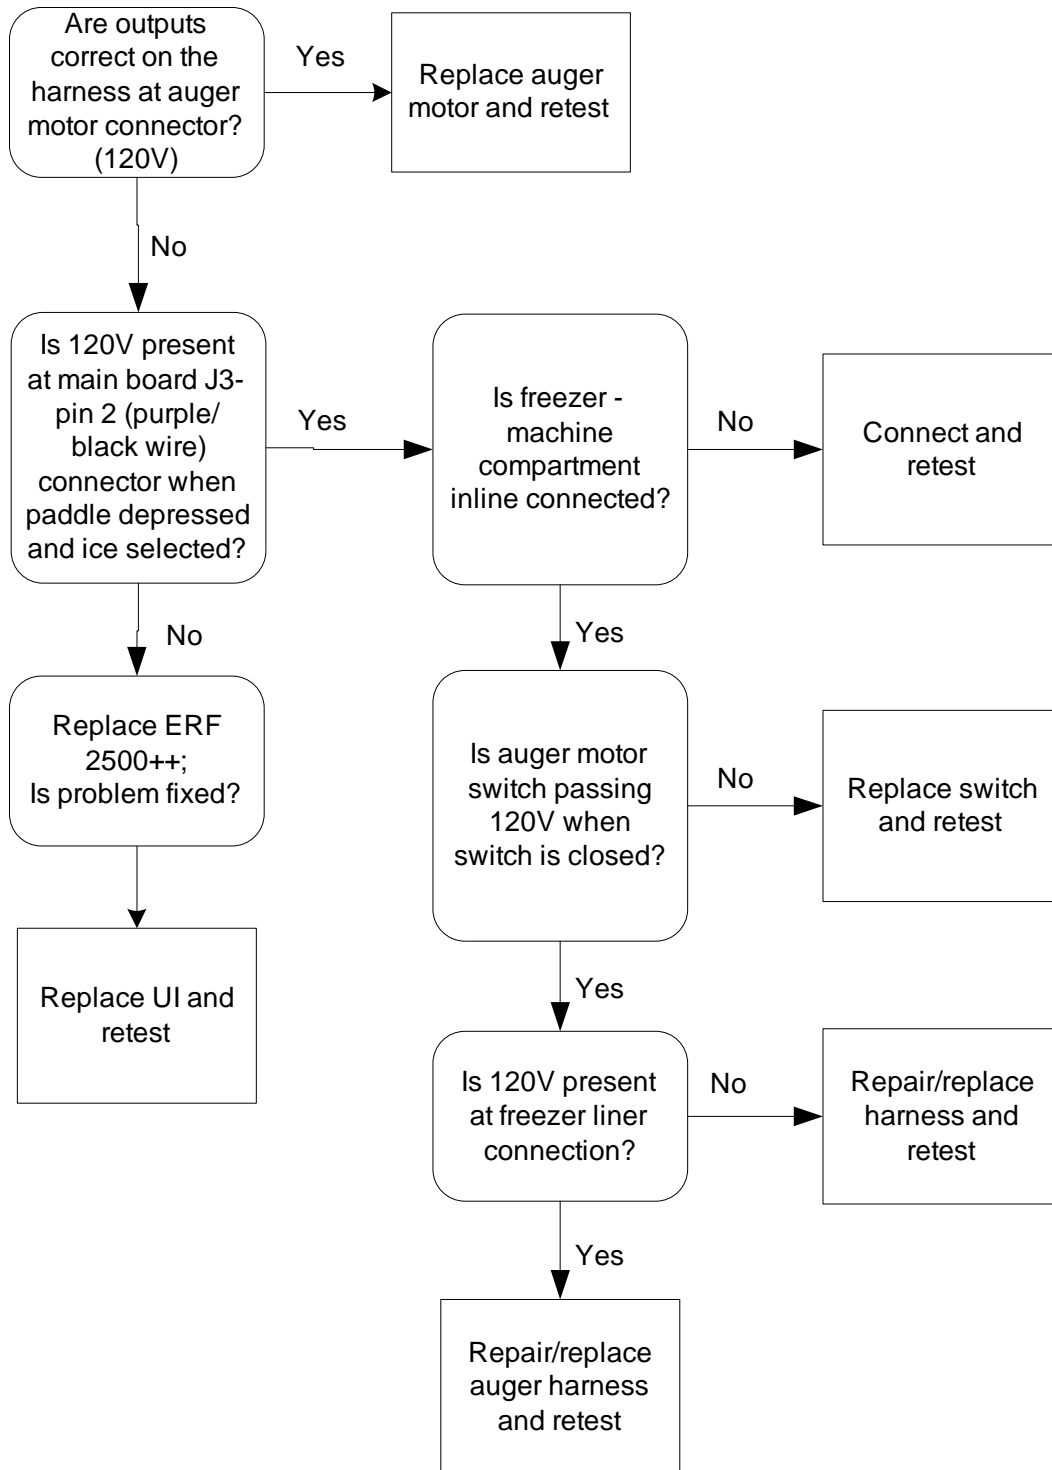 Are outputs
correct on the
harness at auger
motor connector?
(120V)
Yes
Replace auger
motor and retest
No
Is 120V present
at main board J3-
pin 2 (purple/
black wire)
connector when
paddle depressed
and ice selected?
Yes
Is freezer -
machine
compartment
inline connected?
No
Connect and
retest
No
Yes
Replace ERF
2500++;
Is problem fixed?
Is auger motor
switch passing
120V when
switch is closed?
No
Replace switch
and retest
Replace UI and
retest
Yes
Is 120V present
at freezer liner
connection?
No
Repair/replace
harness and
retest
Yes
Repair/replace
auger harness
and retest